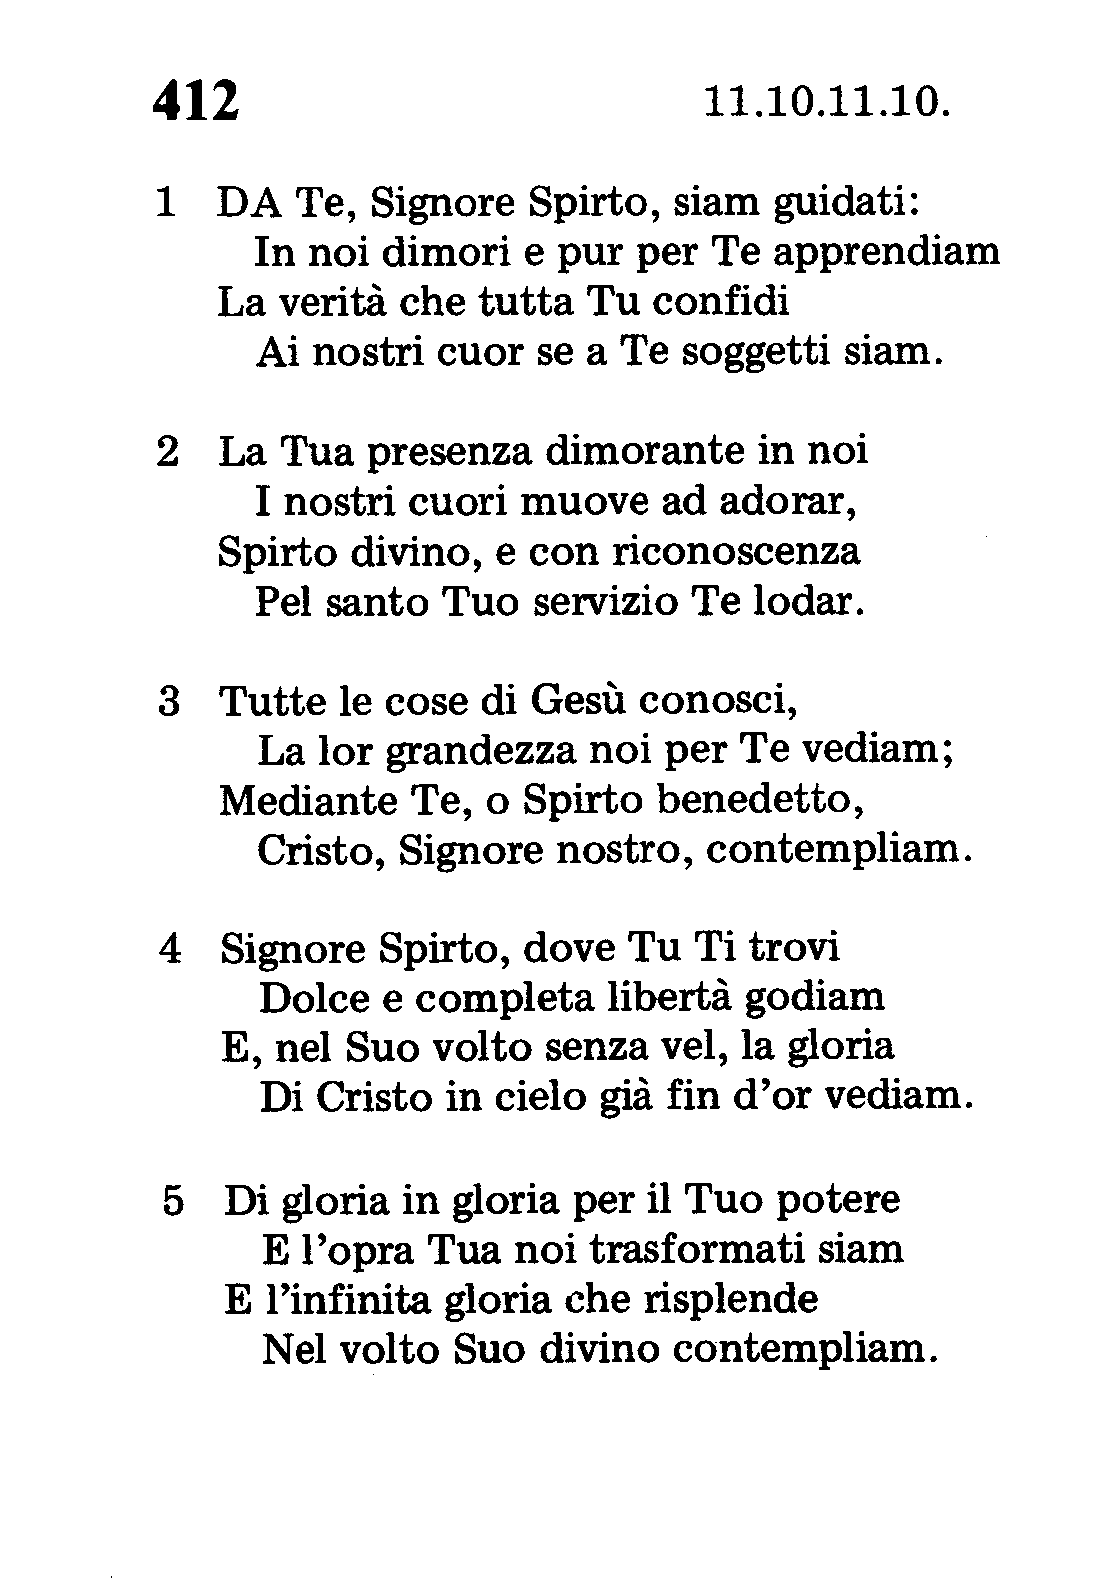 412 11.10.11.10.
1 DA Te, Signore Spirto, siam guidati:
In noi dimori e pur per Te apprendiam
La verità che tutta Tu confidi
Ai nostri cuor se a Te soggetti siam.
2 La Tua presenza dimorante in noi
I nostri cuori muove ad adorar,
Spirto divino, e con riconoscenza
Pel santo Tuo servizio Te lodar.
3 Tutte le cose di Gesù conosci,
La lor grandezza noi per Te vediam;
Mediante Te, o Spirto benedetto,
Cristo, Signore nostro, contempliam.
4 Signore Spirto, dove Tu Ti trovi
Dolce e completa libertà godiam
E, nel Suo volto senza vel, la gloria
Di Cristo in cielo già fin d'or vediam.
5 Di gloria in gloria per il Tuo potere
E l'opra Tua noi trasformati siam
E l'infinita gloria che risplende
Nel volto Suo divino contempliam.